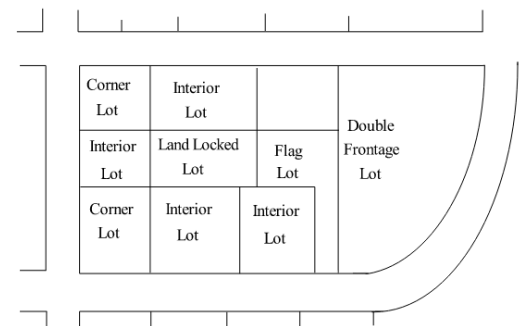 Corner
Lot
Interior
Lot
Double
Frontage
Lot
Interior
Lot
Land Locked
Lot
Flag
Lot
Corner
Lot
Interior
Lot
Interior
Lot